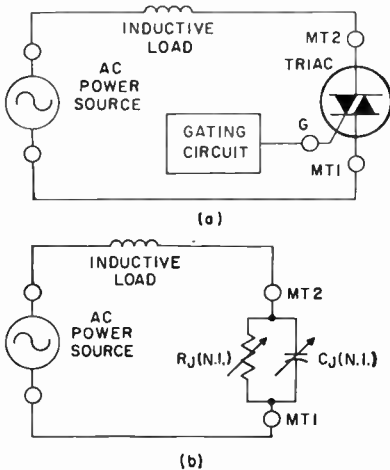 INDUCTIVE
LOAD
MT2
TRIAC
AC
POWER
SOURCE
GATING
CIRCUIT
G
MT1
(a)
INDUCTIVE
LOAD
MT2
AC
POWER
SOURCE
RJ(N.I.)
CJ(N.I.)
MT1
(b)